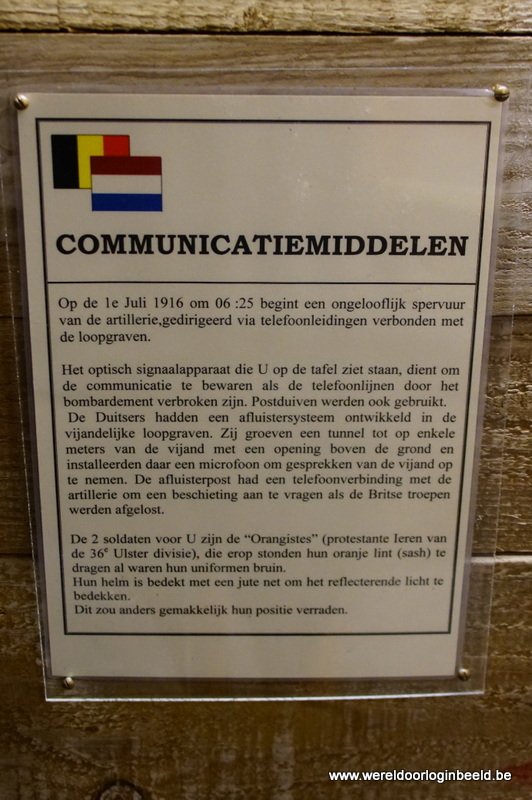 COMMUNICATIEMIDDELEN
Op de 1e Juli 1916 om 06 :25 begint een ongelooflijk spervuur
van de artillerie,gedirigeerd via telefoonleidingen verbonden met
de loopgraven.
Het optisch signaalapparaat die U op de tafel ziet staan, dient om
de communicatie te bewaren als de telefoonlijnen door het
bombardement verbroken zijn. Postduiven werden ook gebruikt.
De Duitsers hadden een afluistersysteem ontwikkeld in de
vijandelijke loopgraven. Zij groeven een tunnel tot op enkele
meters van de vijand met een opening boven de grond en
installeerden daar een microfoon om gesprekken van de vijand op
te nemen. De afluisterpost had een telefoonverbinding met de
artillerie om een beschieting aan te vragen als de Britse troepen
werden afgelost.
De 2 soldaten voor U zijn de “Orangistes” (protestante Ieren van
de 36e Ulster divisie), die erop stonden hun oranje lint (sash) te
dragen al waren hun uniformen bruin.
Hun helm is bedekt met een jute net om het reflecterende licht te
bedekken.
Dit zou anders gemakkelijk hun positie verraden.
www.wereldoorloginbeeld.be